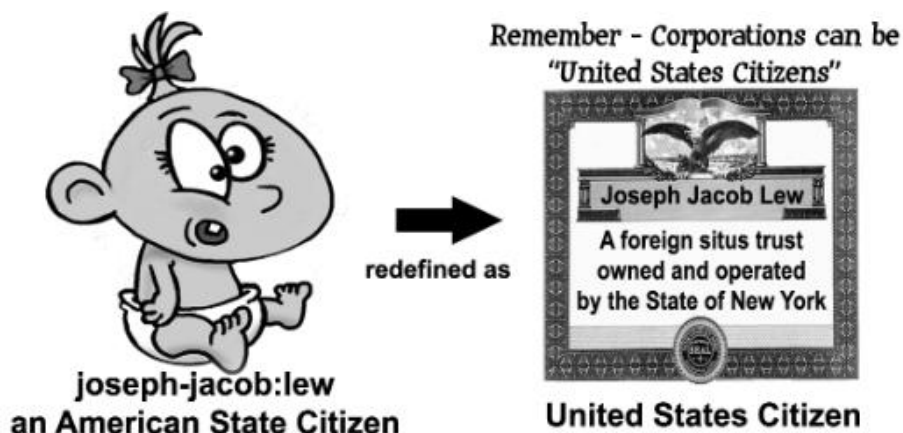 Remember - Corporations can be
"United States Citizens"
Joseph Jacob Lew
A foreign situs trust
owned and operated
by the State of New York
SEAL
redefined as
joseph-jacob:lew
an American State Citizen
United States Citizen